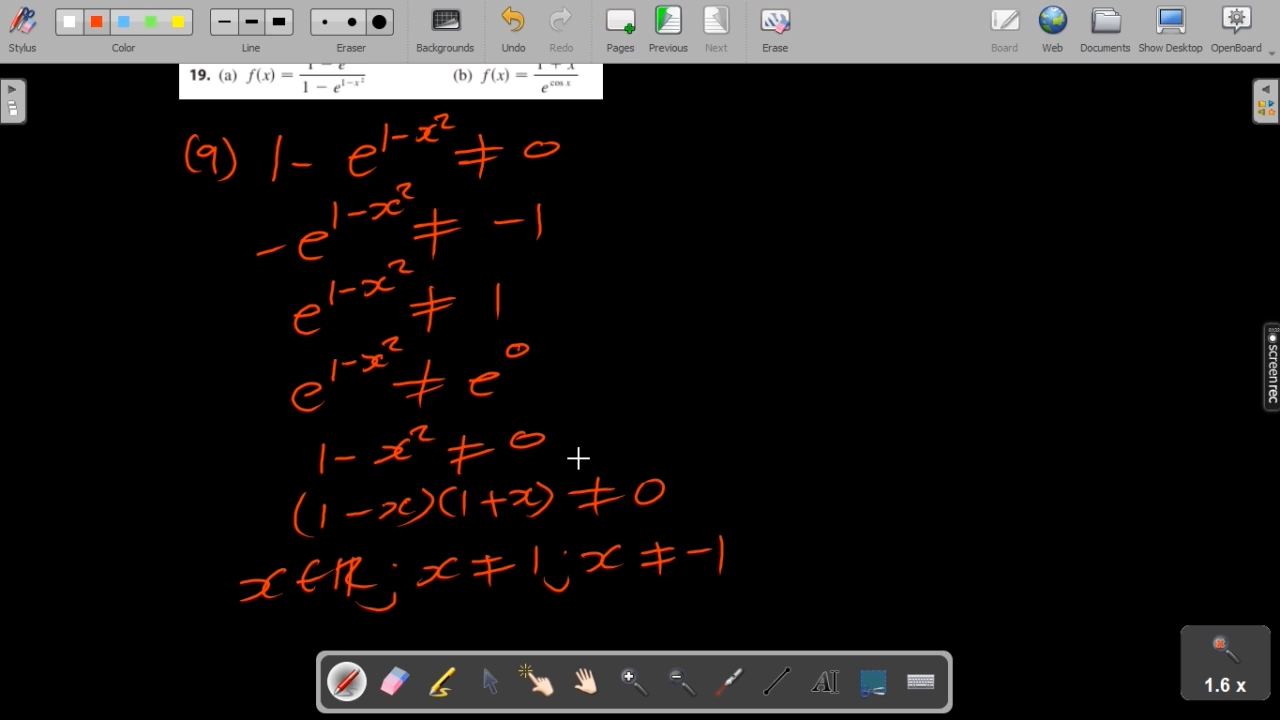 Stylus Color Line Eraser Backgrounds Undo Redo Pages Previous Next Erase Board Web Documents Show Desktop OpenBoard
19. (a) f(x) = 1 − e / 1 − e^{1−x²} (b) f(x) = 1 + x / e^{cos x}
(a) 1 − e^{1−x²} ≠ 0
−e^{1−x²} ≠ −1
e^{1−x²} ≠ 1
e^{1−x²} ≠ e^0
1 − x² ≠ 0
(1 − x)(1 + x) ≠ 0
x ∈ ℝ; x ≠ 1; x ≠ −1
screenrec
1.6 x